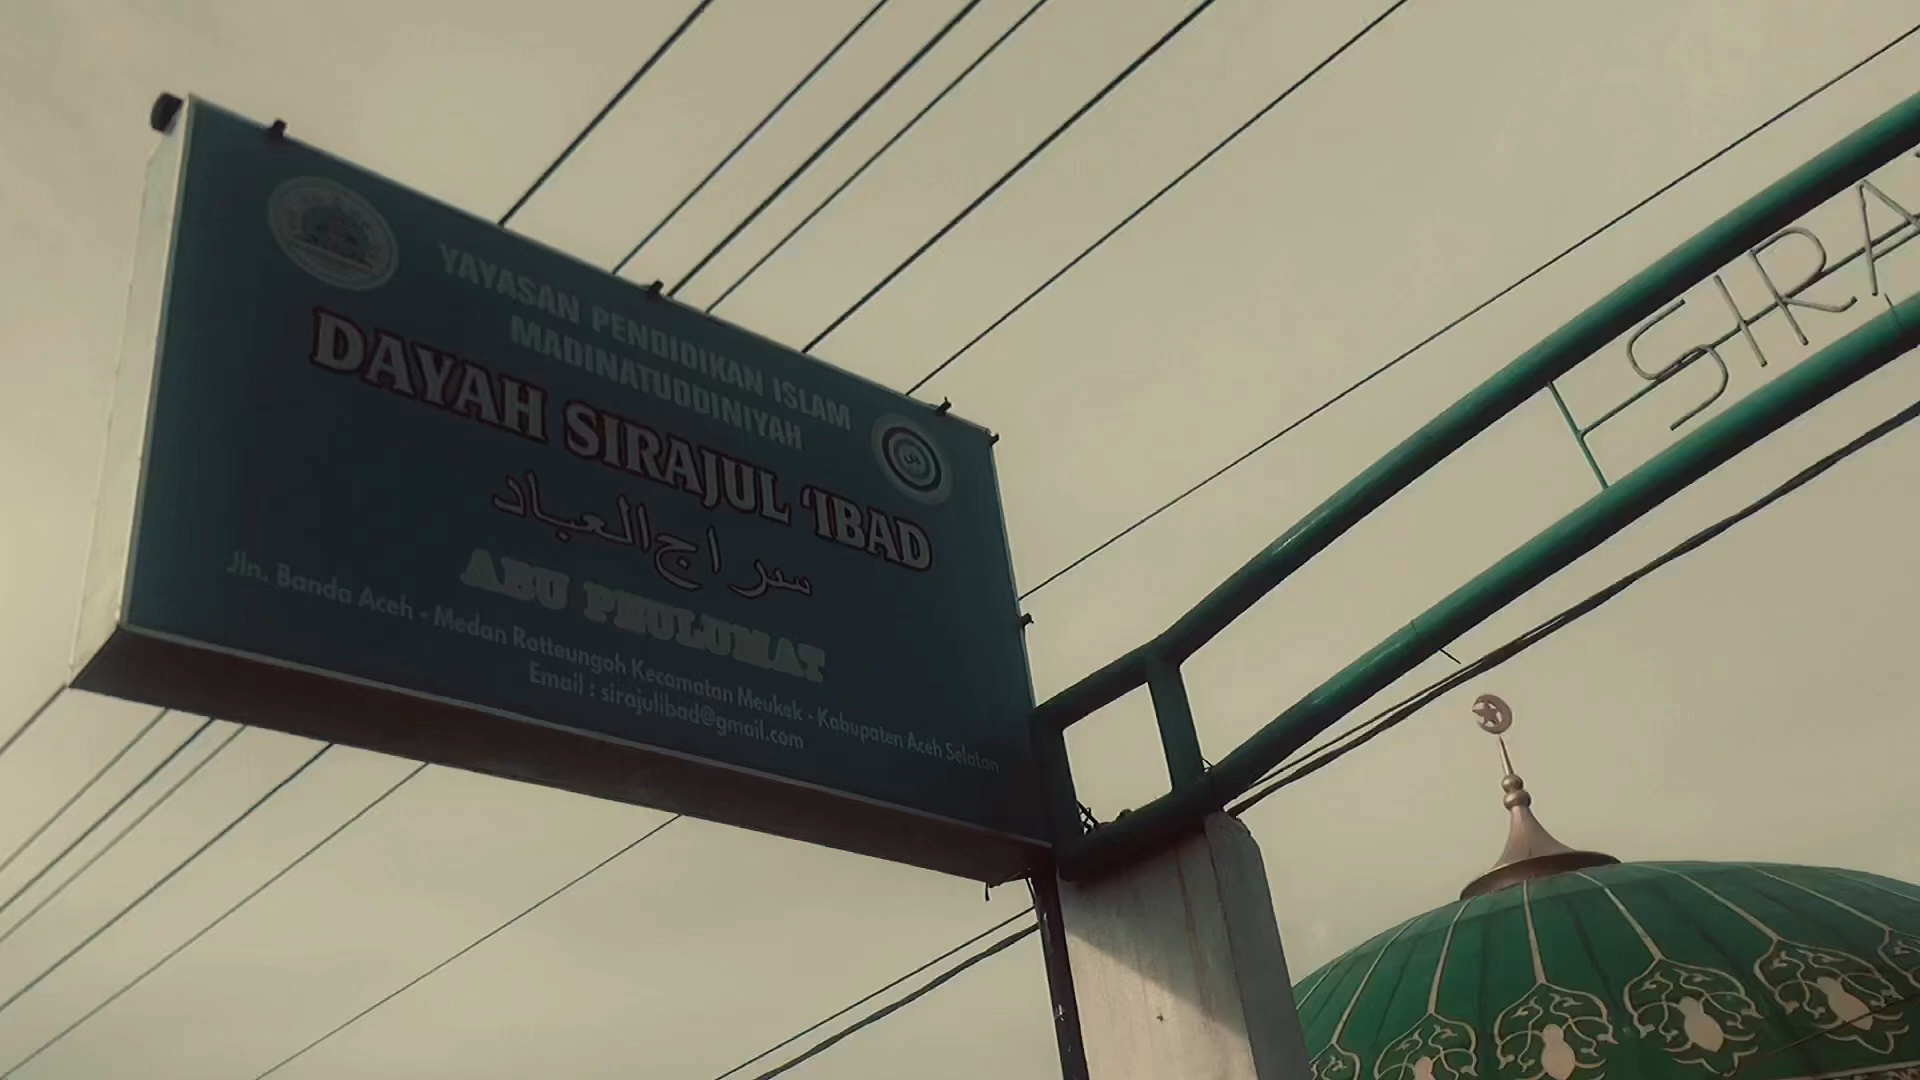 YAYASAN PENDIDIKAN ISLAM
MADINATUDDINIYAH
DAYAH SIRAJUL 'IBAD
سراج العباد
ABU PHULUMAT
Jln. Banda Aceh - Medan Rotteungoh Kecamatan Meukek - Kabupaten Aceh Selatan
Email : sirajulibad@gmail.com
SIRA